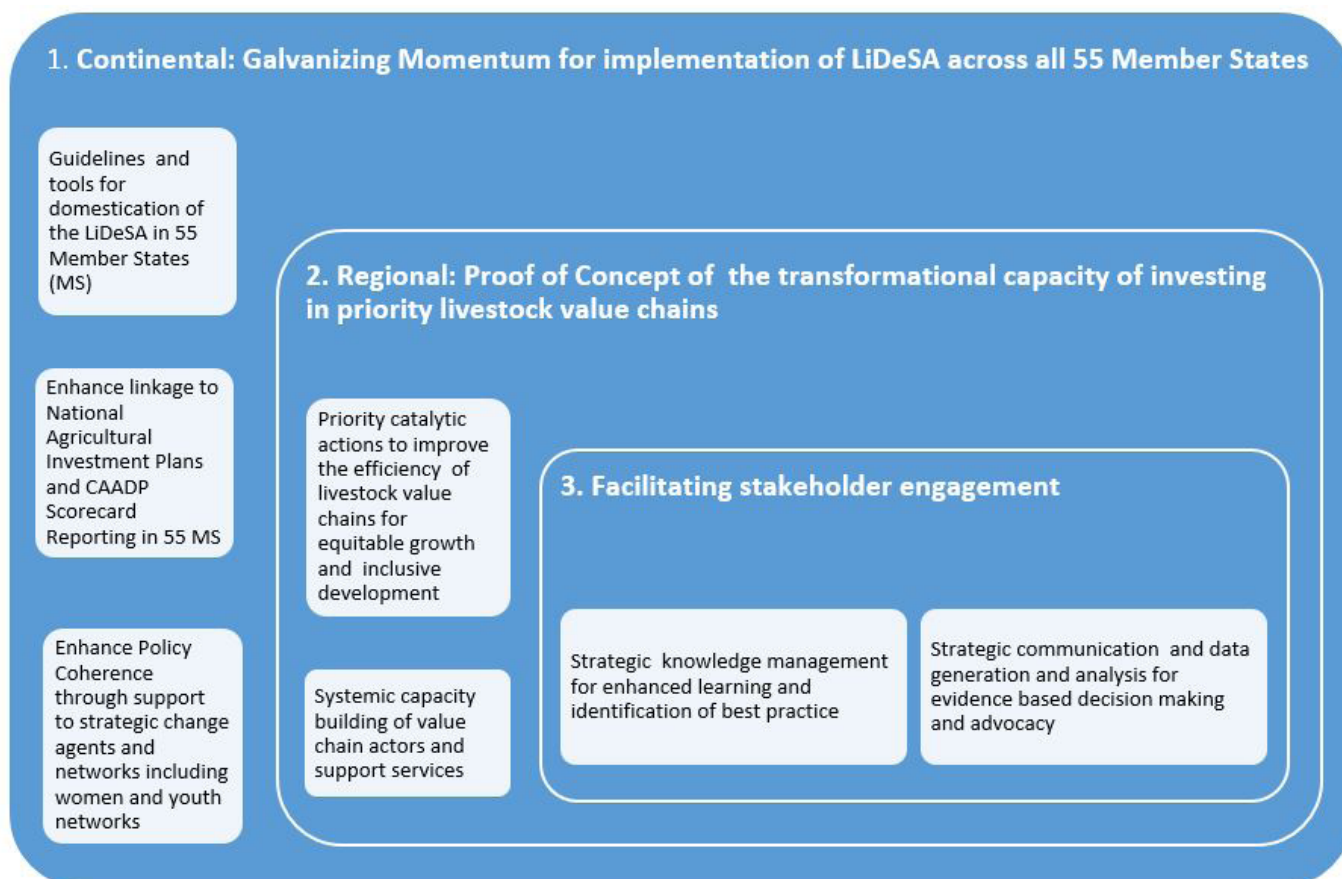 1. Continental: Galvanizing Momentum for implementation of LiDeSA across all 55 Member States
Guidelines and
tools for
domestication of
the LiDeSA in 55
Member States
(MS)
Enhance linkage to
National
Agricultural
Investment Plans
and CAADP
Scorecard
Reporting in 55 MS
Enhance Policy
Coherence
through support
to strategic change
agents and
networks including
women and youth
networks
2. Regional: Proof of Concept of the transformational capacity of investing
in priority livestock value chains
Priority catalytic
actions to improve
the efficiency of
livestock value
chains for
equitable growth
and inclusive
development
Systemic capacity
building of value
chain actors and
support services
3. Facilitating stakeholder engagement
Strategic knowledge management
for enhanced learning and
identification of best practice
Strategic communication and data
generation and analysis for
evidence based decision making
and advocacy